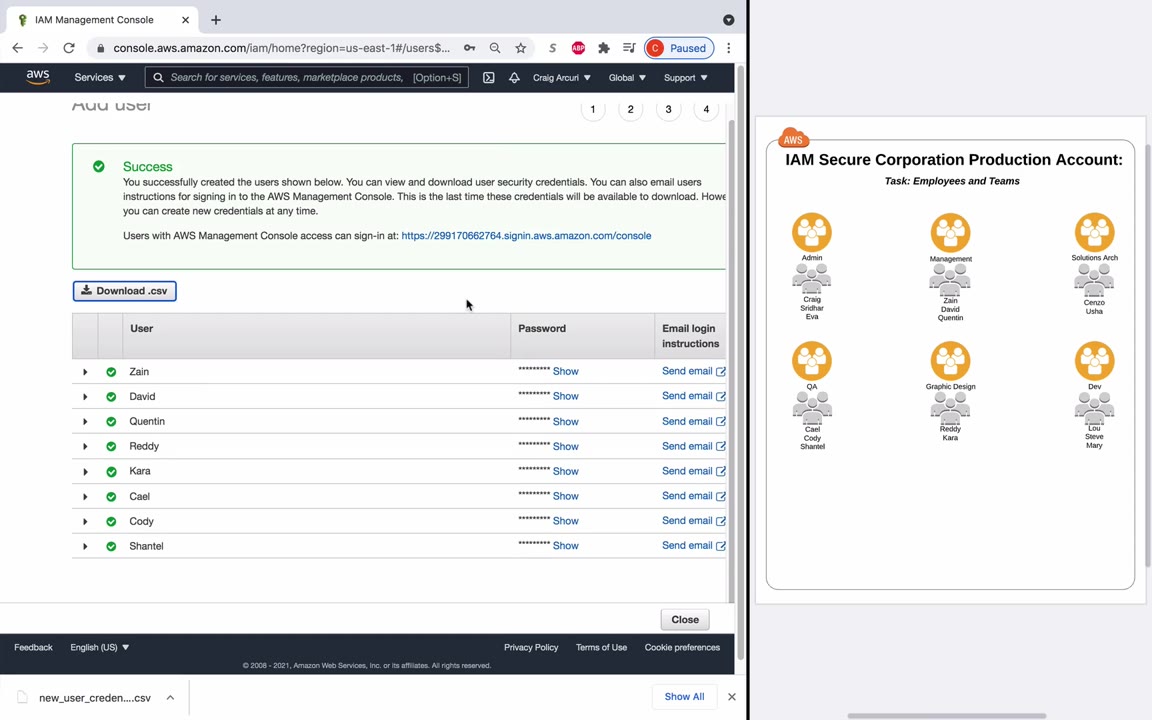 IAM Management Console
console.aws.amazon.com/iam/home?region=us-east-1#/users$...
S
ABP
C Paused
aws
Services
Search for services, features, marketplace products, [Option+S]
Craig Arcuri
Global
Support
Add user
1 2 3 4
Success
You successfully created the users shown below. You can view and download user security credentials. You can also email users
instructions for signing in to the AWS Management Console. This is the last time these credentials will be available to download. Howe
you can create new credentials at any time.
Users with AWS Management Console access can sign-in at: https://299170662764.signin.aws.amazon.com/console
Download .csv
User Password Email login
instructions
Zain ********* Show Send email
David ********* Show Send email
Quentin ********* Show Send email
Reddy ********* Show Send email
Kara ********* Show Send email
Cael ********* Show Send email
Cody ********* Show Send email
Shantel ********* Show Send email
Close
Feedback English (US) Privacy Policy Terms of Use Cookie preferences
© 2008 - 2021, Amazon Web Services, Inc. or its affiliates. All rights reserved.
new_user_creden....csv
Show All
AWS
IAM Secure Corporation Production Account:
Task: Employees and Teams
Admin
Craig
Sridhar
Eva
Management
Zain
David
Quentin
Solutions Arch
Cenzo
Usha
QA
Cael
Cody
Shantel
Graphic Design
Reddy
Kara
Dev
Lou
Steve
Mary